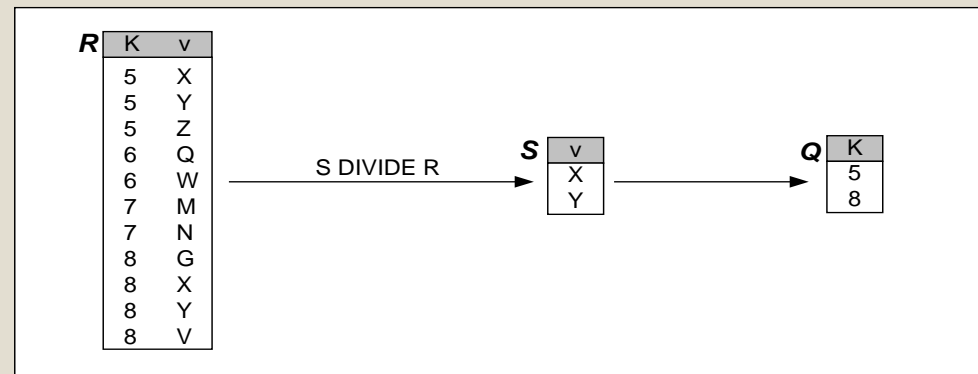 R K v
5 X
5 Y
5 Z
6 Q
6 W
7 M
7 N
8 G
8 X
8 Y
8 V
S DIVIDE R
S v
X
Y
Q K
5
8